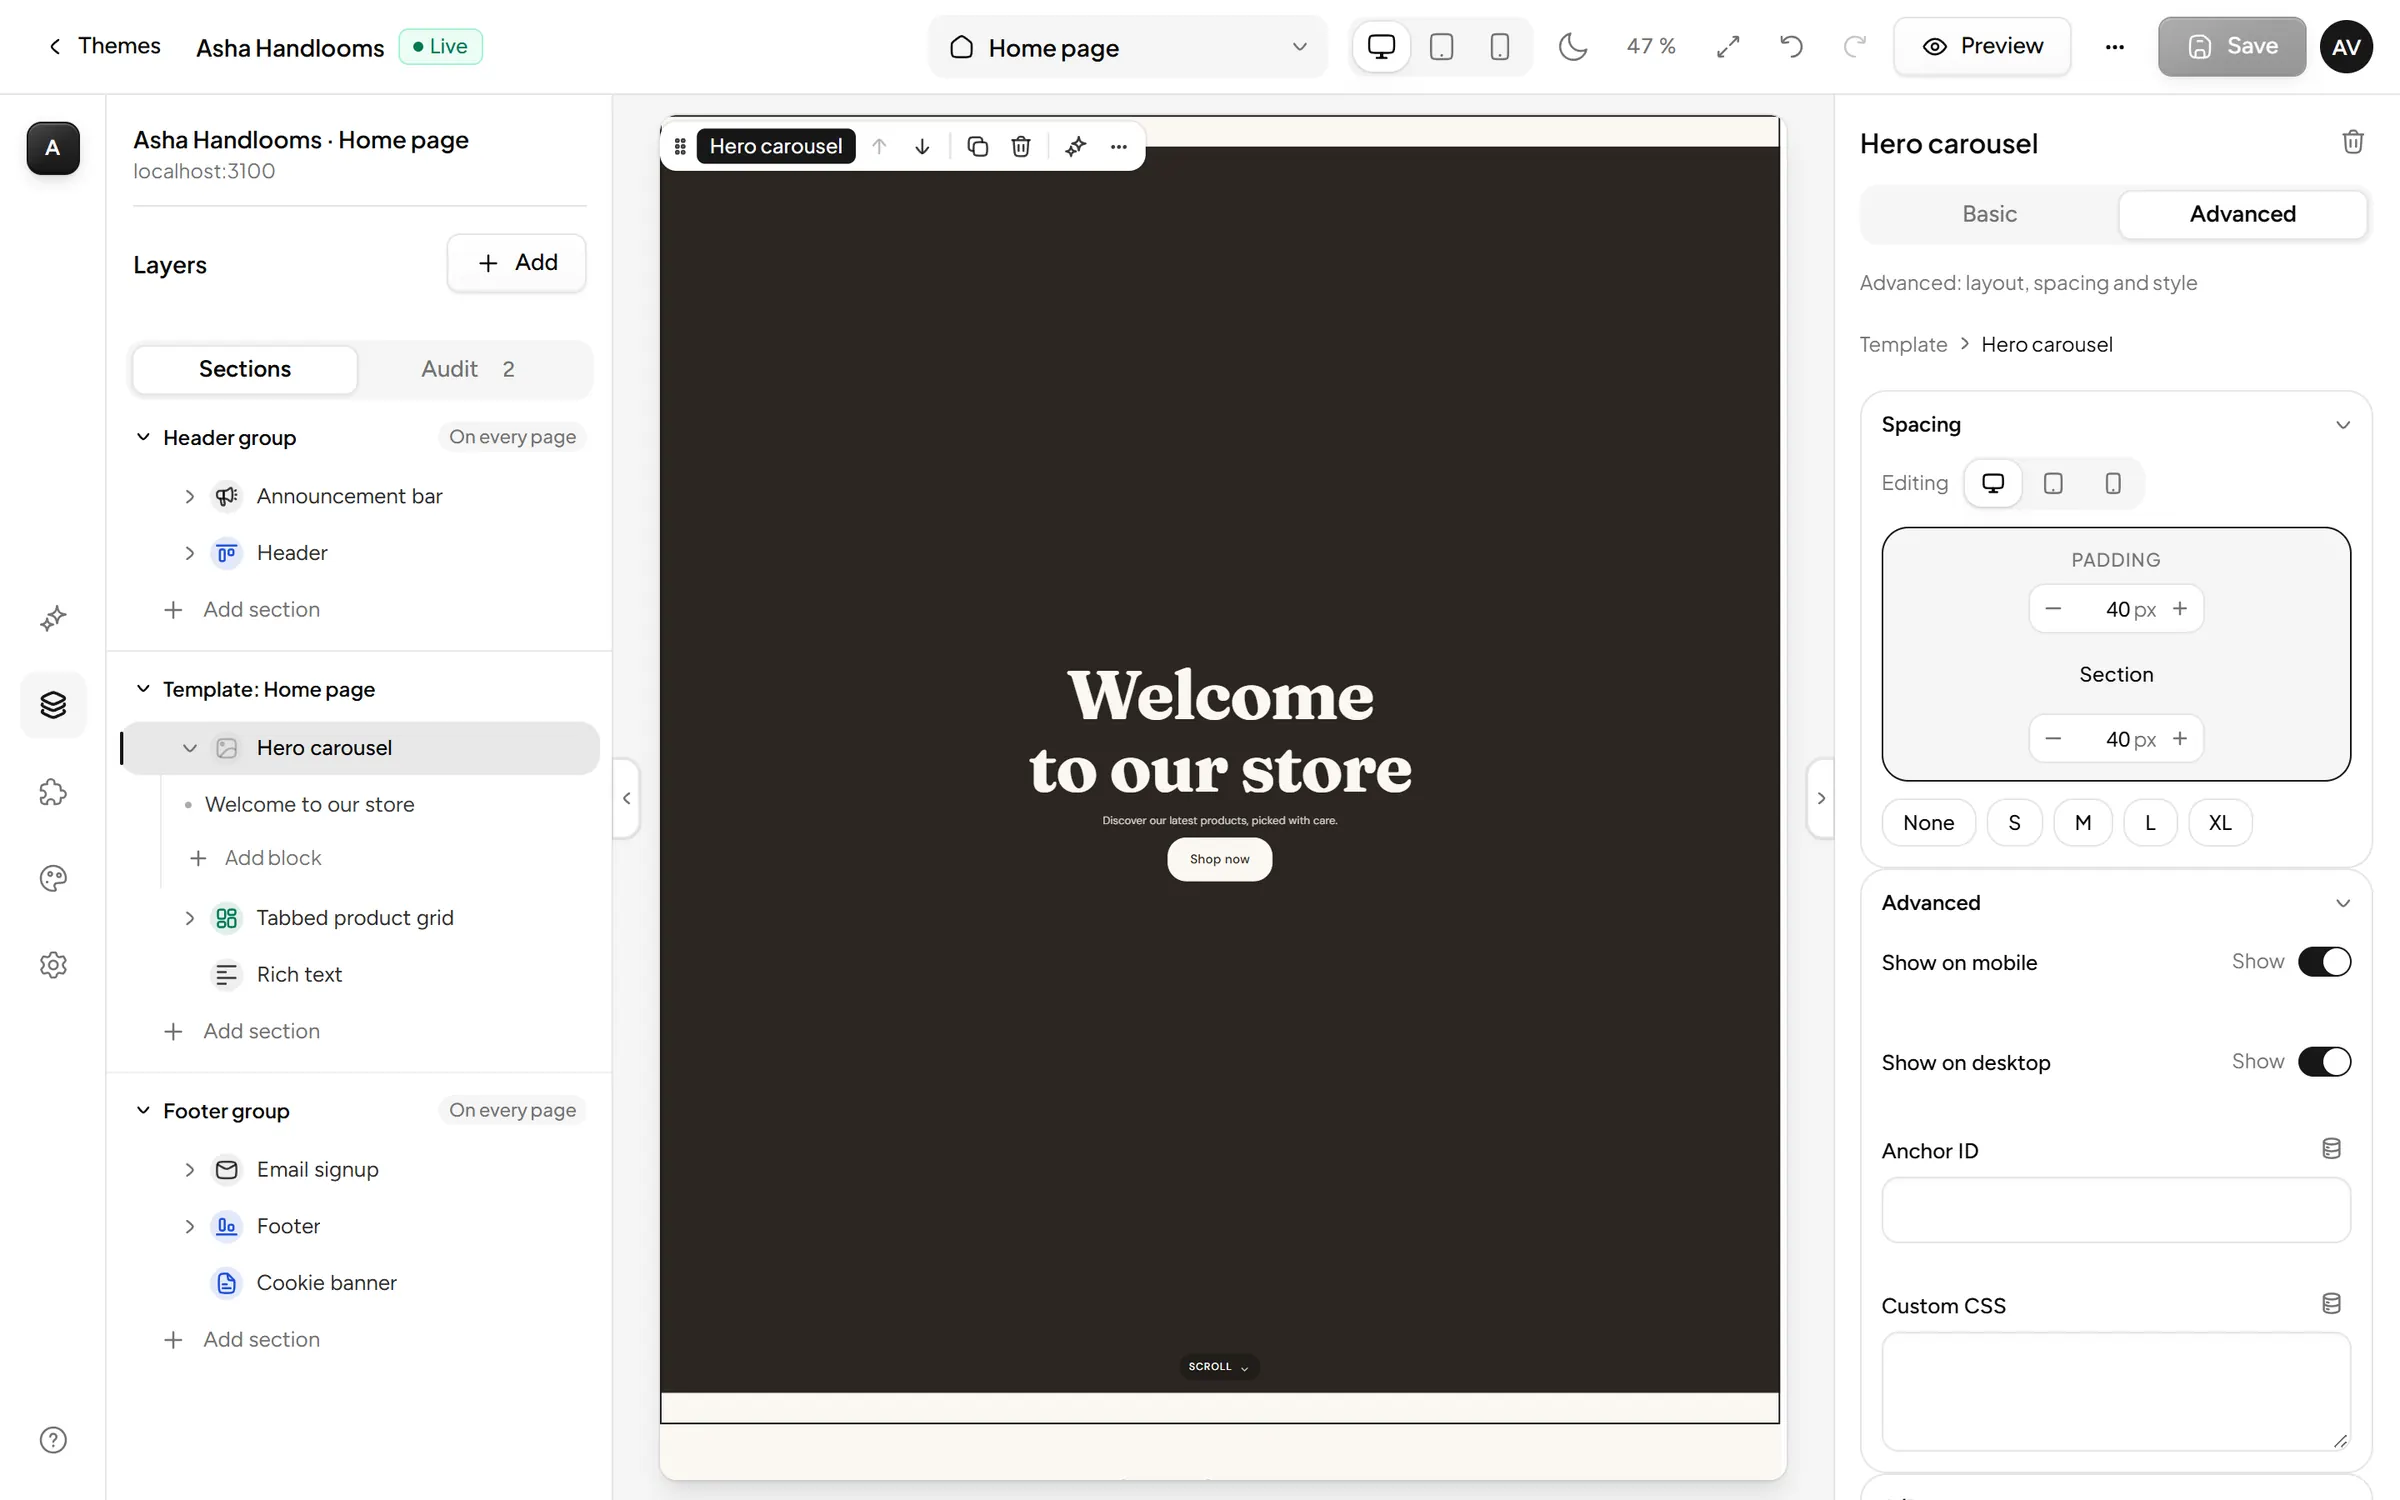 Themes
Asha Handlooms
Live
Home page
47 %
Preview
Save
AV
A
Asha Handlooms · Home page
localhost:3100
Layers
Add
Sections
Audit 2
Header group
On every page
Announcement bar
Header
Add section
Template: Home page
Hero carousel
Welcome to our store
Add block
Tabbed product grid
Rich text
Add section
Footer group
On every page
Email signup
Footer
Cookie banner
Add section
Hero carousel
Welcome
to our store
Discover our latest products, picked with care.
Shop now
SCROLL
Hero carousel
Basic
Advanced
Advanced: layout, spacing and style
Template
Hero carousel
Spacing
Editing
PADDING
40 px
Section
40 px
None
S
M
L
XL
Advanced
Show on mobile
Show
Show on desktop
Show
Anchor ID
Custom CSS